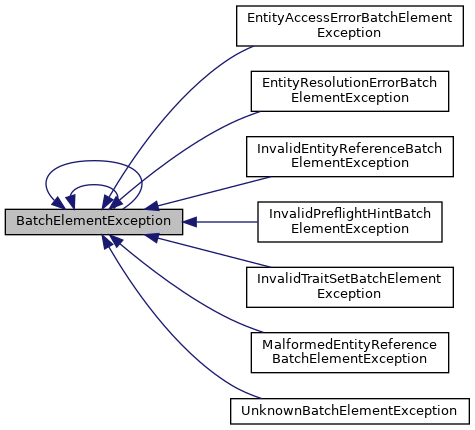 EntityAccessErrorBatchElement
Exception
EntityResolutionErrorBatch
ElementException
InvalidEntityReferenceBatch
ElementException
BatchElementException
InvalidPreflightHintBatch
ElementException
InvalidTraitSetBatchElement
Exception
MalformedEntityReference
BatchElementException
UnknownBatchElementException